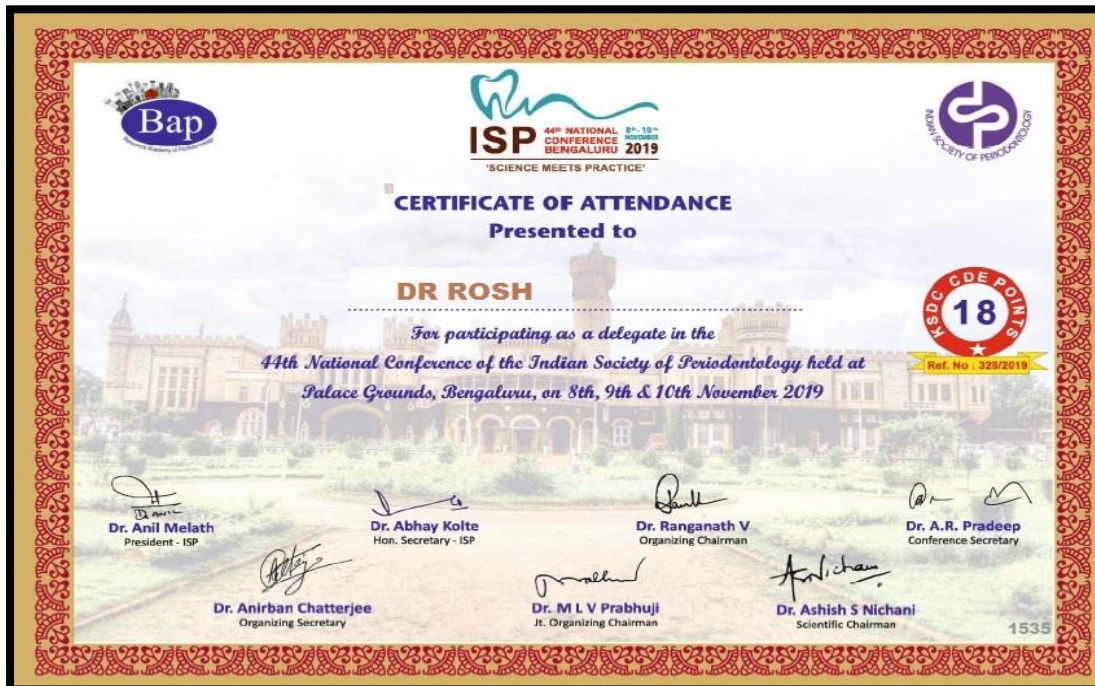 Bap
ISP 44th NATIONAL CONFERENCE BENGALURU 8th-10th NOVEMBER 2019
'SCIENCE MEETS PRACTICE'
INDIAN SOCIETY OF PERIODONTOLOGY
CERTIFICATE OF ATTENDANCE
Presented to
DR ROSH
For participating as a delegate in the
44th National Conference of the Indian Society of Periodontology held at
Palace Grounds, Bengaluru, on 8th, 9th & 10th November 2019
KSDC CDE POINTS
18
Ref. No : 328/2019
Dr. Anil Melath
President - ISP
Dr. Abhay Kolte
Hon. Secretary - ISP
Dr. Ranganath V
Organizing Chairman
Dr. A.R. Pradeep
Conference Secretary
Dr. Anirban Chatterjee
Organizing Secretary
Dr. M L V Prabhuji
Jt. Organizing Chairman
Dr. Ashish S Nichani
Scientific Chairman
1535